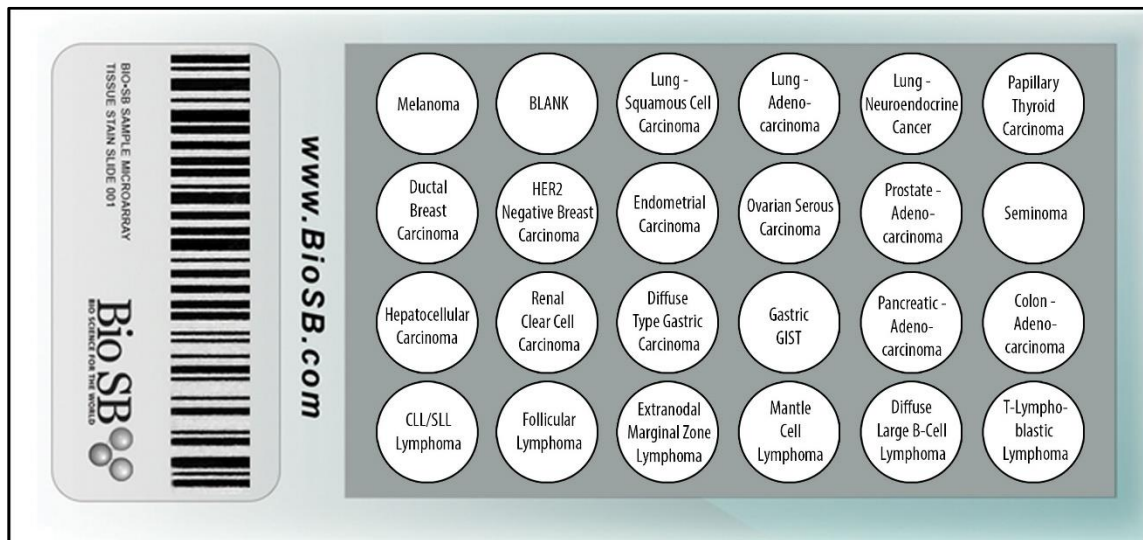 BIO•SB SAMPLE MICROARRAY
TISSUE STAIN SLIDE 001
Bio SB
BIO SCIENCE FOR THE WORLD
www.BioSB.com
Melanoma
BLANK
Lung -
Squamous Cell
Carcinoma
Lung -
Adeno-
carcinoma
Lung -
Neuroendocrine
Cancer
Papillary
Thyroid
Carcinoma
Ductal
Breast
Carcinoma
HER2
Negative Breast
Carcinoma
Endometrial
Carcinoma
Ovarian Serous
Carcinoma
Prostate -
Adeno-
carcinoma
Seminoma
Hepatocellular
Carcinoma
Renal
Clear Cell
Carcinoma
Diffuse
Type Gastric
Carcinoma
Gastric
GIST
Pancreatic -
Adeno-
carcinoma
Colon -
Adeno-
carcinoma
CLL/SLL
Lymphoma
Follicular
Lymphoma
Extranodal
Marginal Zone
Lymphoma
Mantle
Cell
Lymphoma
Diffuse
Large B-Cell
Lymphoma
T-Lympho-
blastic
Lymphoma